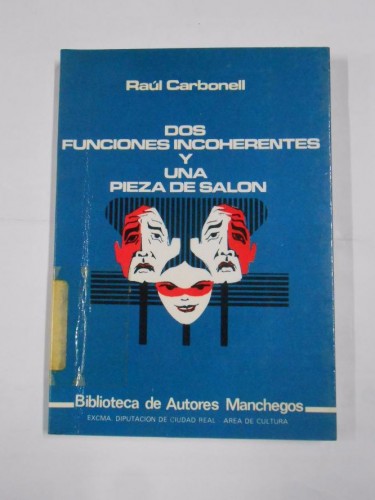 Raúl Carbonell
DOS
FUNCIONES INCOHERENTES
Y
UNA
PIEZA DE SALON
Biblioteca de Autores Manchegos
EXCMA. DIPUTACION DE CIUDAD REAL AREA DE CULTURA